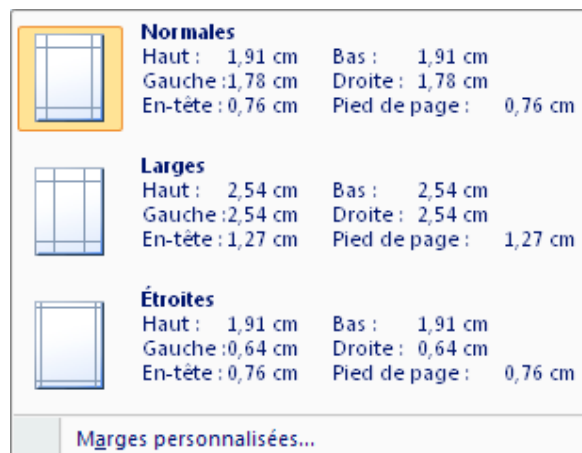 Normales
Haut : 1,91 cm Bas : 1,91 cm
Gauche :1,78 cm Droite : 1,78 cm
En-tête : 0,76 cm Pied de page : 0,76 cm
Larges
Haut : 2,54 cm Bas : 2,54 cm
Gauche :2,54 cm Droite : 2,54 cm
En-tête : 1,27 cm Pied de page : 1,27 cm
Étroites
Haut : 1,91 cm Bas : 1,91 cm
Gauche :0,64 cm Droite : 0,64 cm
En-tête : 0,76 cm Pied de page : 0,76 cm
Marges personnalisées...